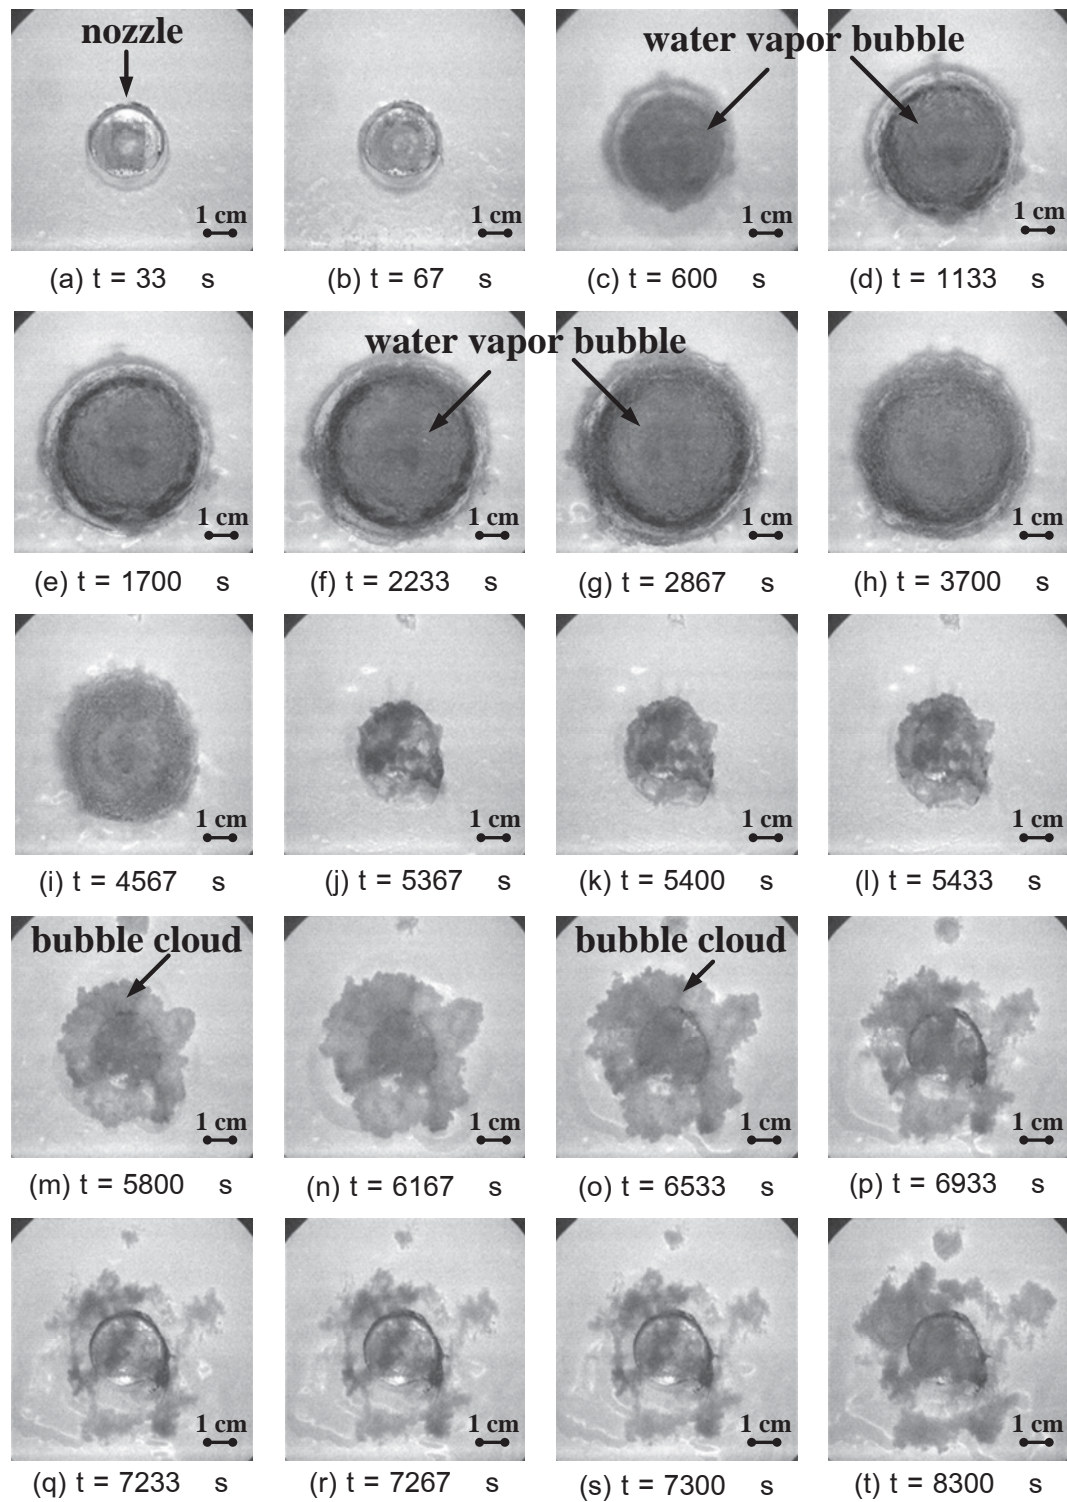 nozzle
water vapor bubble
1 cm 1 cm 1 cm 1 cm
(a) t = 33 s (b) t = 67 s (c) t = 600 s (d) t = 1133 s
water vapor bubble
1 cm 1 cm 1 cm 1 cm
(e) t = 1700 s (f) t = 2233 s (g) t = 2867 s (h) t = 3700 s
1 cm 1 cm 1 cm 1 cm
(i) t = 4567 s (j) t = 5367 s (k) t = 5400 s (l) t = 5433 s
bubble cloud bubble cloud
1 cm 1 cm 1 cm 1 cm
(m) t = 5800 s (n) t = 6167 s (o) t = 6533 s (p) t = 6933 s
1 cm 1 cm 1 cm 1 cm
(q) t = 7233 s (r) t = 7267 s (s) t = 7300 s (t) t = 8300 s